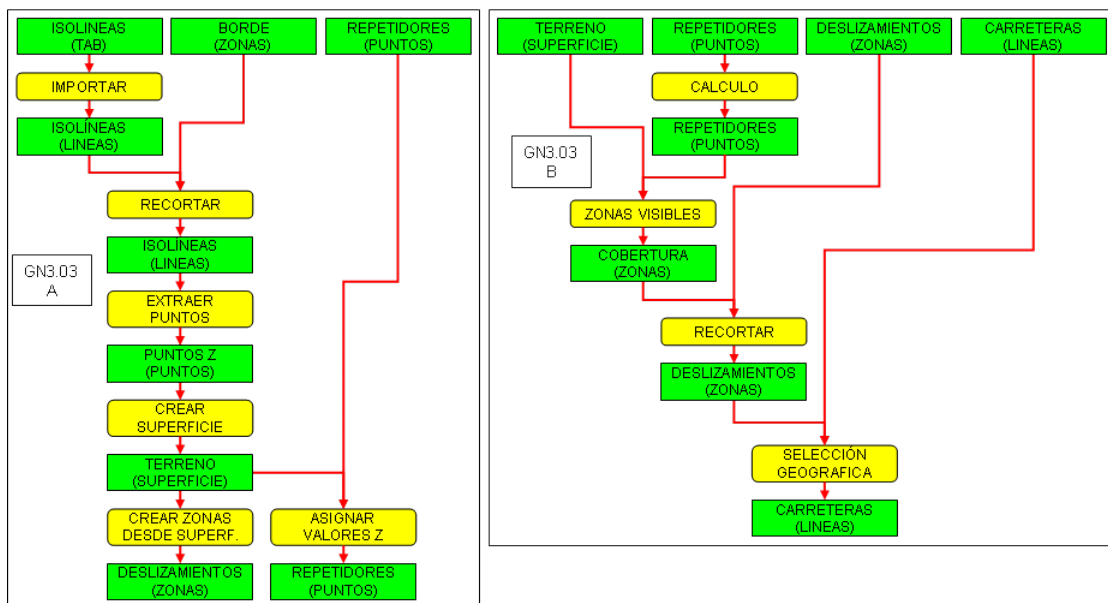 ISOLINEAS
(TAB)
BORDE
(ZONAS)
REPETIDORES
(PUNTOS)
IMPORTAR
ISOLÍNEAS
(LINEAS)
RECORTAR
ISOLÍNEAS
(LINEAS)
GN3.03
A
EXTRAER
PUNTOS
PUNTOS Z
(PUNTOS)
CREAR
SUPERFICIE
TERRENO
(SUPERFICIE)
CREAR ZONAS
DESDE SUPERF.
ASIGNAR
VALORES Z
DESLIZAMIENTOS
(ZONAS)
REPETIDORES
(PUNTOS)
TERRENO
(SUPERFICIE)
REPETIDORES
(PUNTOS)
DESLIZAMIENTOS
(ZONAS)
CARRETERAS
(LINEAS)
CALCULO
REPETIDORES
(PUNTOS)
GN3.03
B
ZONAS VISIBLES
COBERTURA
(ZONAS)
RECORTAR
DESLIZAMIENTOS
(ZONAS)
SELECCIÓN
GEOGRAFICA
CARRETERAS
(LINEAS)